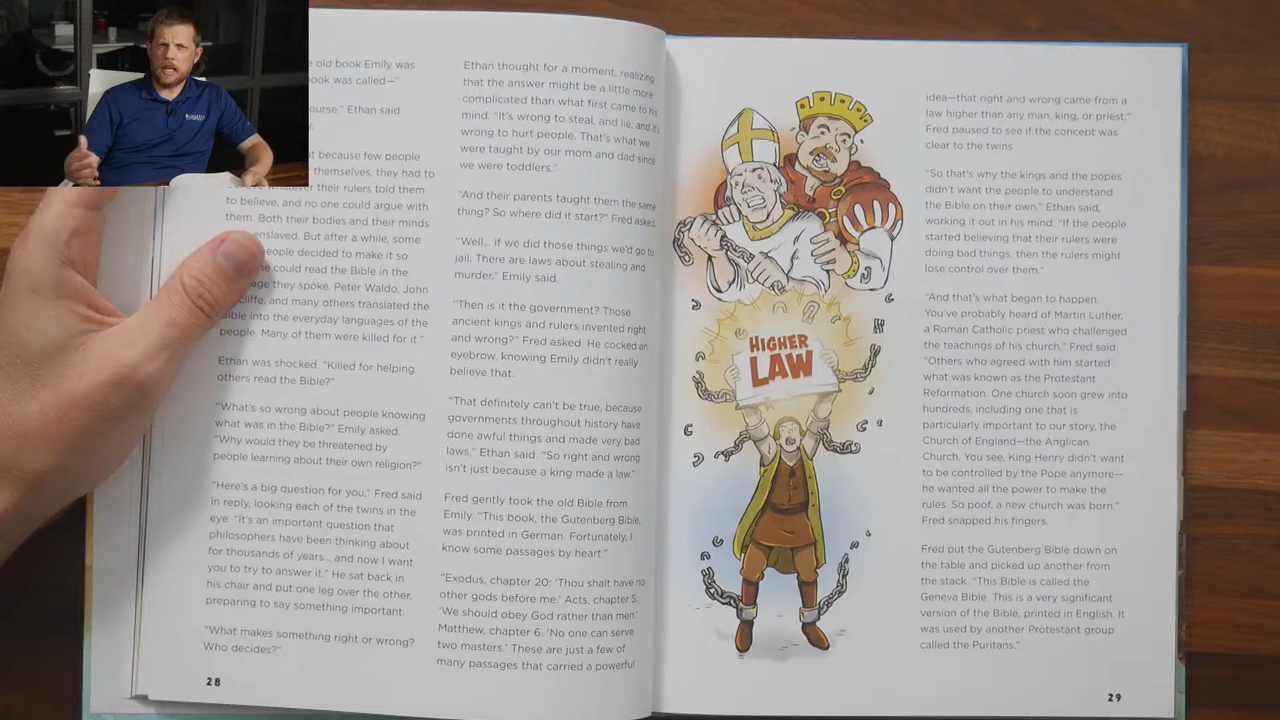 old book Emily was
book was called—"
Ethan said
because few people
themselves, they had to
whatever their rulers told them
to believe, and no one could argue with
them. Both their bodies and their minds
enslaved. But after a while, some
people decided to make it so
could read the Bible in the
they spoke. Peter Waldo, John
and many others translated the
Bible into the everyday languages of the
people. Many of them were killed for it."
Ethan was shocked. "Killed for helping
others read the Bible?"
"What's so wrong about people knowing
what was in the Bible?" Emily asked.
"Why would they be threatened by
people learning about their own religion?"
"Here's a big question for you," Fred said
in reply, looking each of the twins in the
eye. "It's an important question that
philosophers have been thinking about
for thousands of years... and now I want
you to try to answer it." He sat back in
his chair and put one leg over the other,
preparing to say something important.
"What makes something right or wrong?
Who decides?"
28
Ethan thought for a moment, realizing
that the answer might be a little more
complicated than what first came to his
mind. "It's wrong to steal, and lie, and it's
wrong to hurt people. That's what we
were taught by our mom and dad since
we were toddlers."
"And their parents taught them the same
thing? So where did it start?" Fred asked.
"Well... if we did those things we'd go to
jail. There are laws about stealing and
murder," Emily said.
"Then is it the government? Those
ancient kings and rulers invented right
and wrong?" Fred asked. He cocked an
eyebrow, knowing Emily didn't really
believe that.
"That definitely can't be true, because
governments throughout history have
done awful things and made very bad
laws," Ethan said. "So right and wrong
isn't just because a king made a law."
Fred gently took the old Bible from
Emily. "This book, the Gutenberg Bible,
was printed in German. Fortunately, I
know some passages by heart."
"Exodus, chapter 20: 'Thou shalt have no
other gods before me.' Acts, chapter 5:
'We should obey God rather than men.'
Matthew, chapter 6. 'No one can serve
two masters.' These are just a few of
many passages that carried a powerful
HIGHER
LAW
idea—that right and wrong came from a
law higher than any man, king, or priest."
Fred paused to see if the concept was
clear to the twins
"So that's why the kings and the popes
didn't want the people to understand
the Bible on their own," Ethan said,
working it out in his mind. "If the people
started believing that their rulers were
doing bad things, then the rulers might
lose control over them."
"And that's what began to happen.
You've probably heard of Martin Luther,
a Roman Catholic priest who challenged
the teachings of his church," Fred said.
"Others who agreed with him started
what was known as the Protestant
Reformation. One church soon grew into
hundreds, including one that is
particularly important to our story, the
Church of England—the Anglican
Church. You see, King Henry didn't want
to be controlled by the Pope anymore—
he wanted all the power to make the
rules. So poof, a new church was born."
Fred snapped his fingers.
Fred put the Gutenberg Bible down on
the table and picked up another from
the stack. "This Bible is called the
Geneva Bible. This is a very significant
version of the Bible, printed in English. It
was used by another Protestant group
called the Puritans."
29